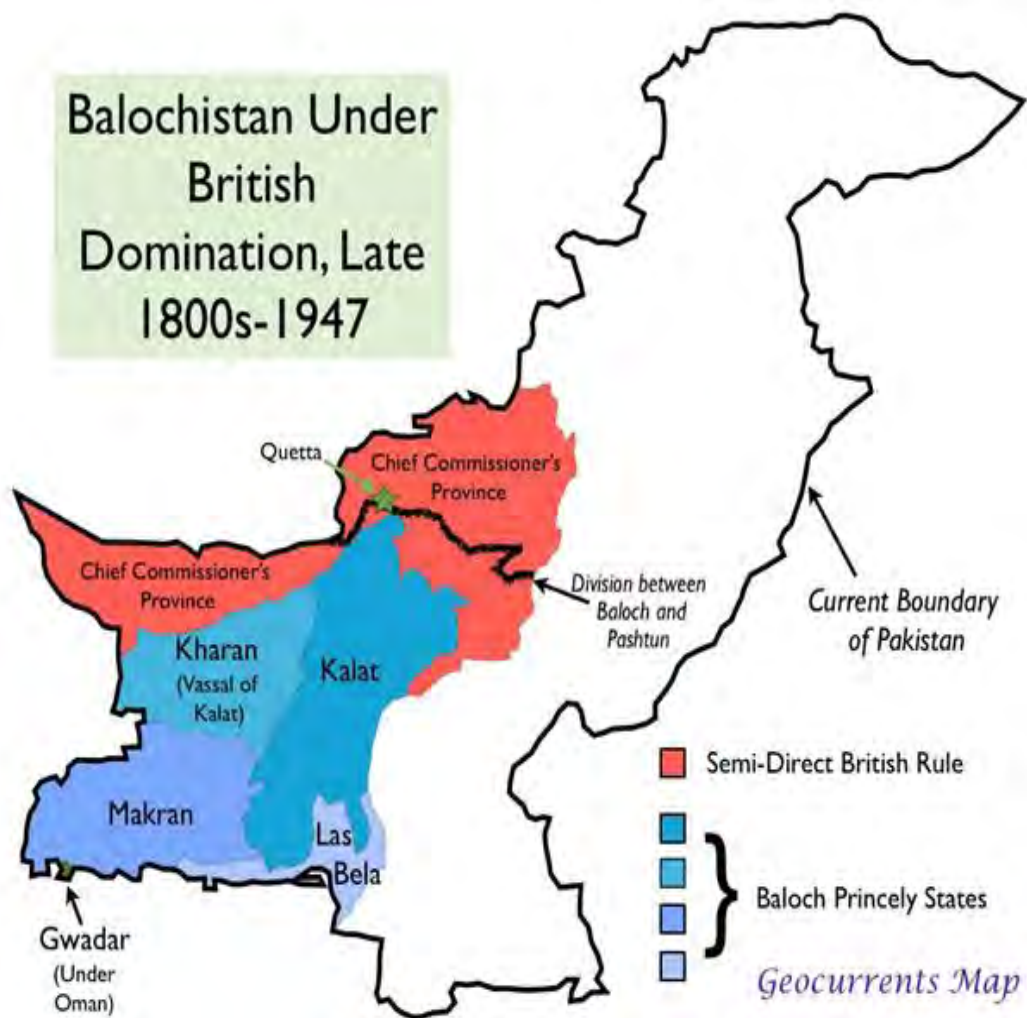 Balochistan Under
British
Domination, Late
1800s-1947
Quetta
Chief Commissioner's
Province
Chief Commissioner's
Province
Division between
Baloch and
Pashtun
Current Boundary
of Pakistan
Kharan
(Vassal of
Kalat)
Kalat
Makran
Las
Bela
Gwadar
(Under
Oman)
Semi-Direct British Rule
Baloch Princely States
Geocurrents Map